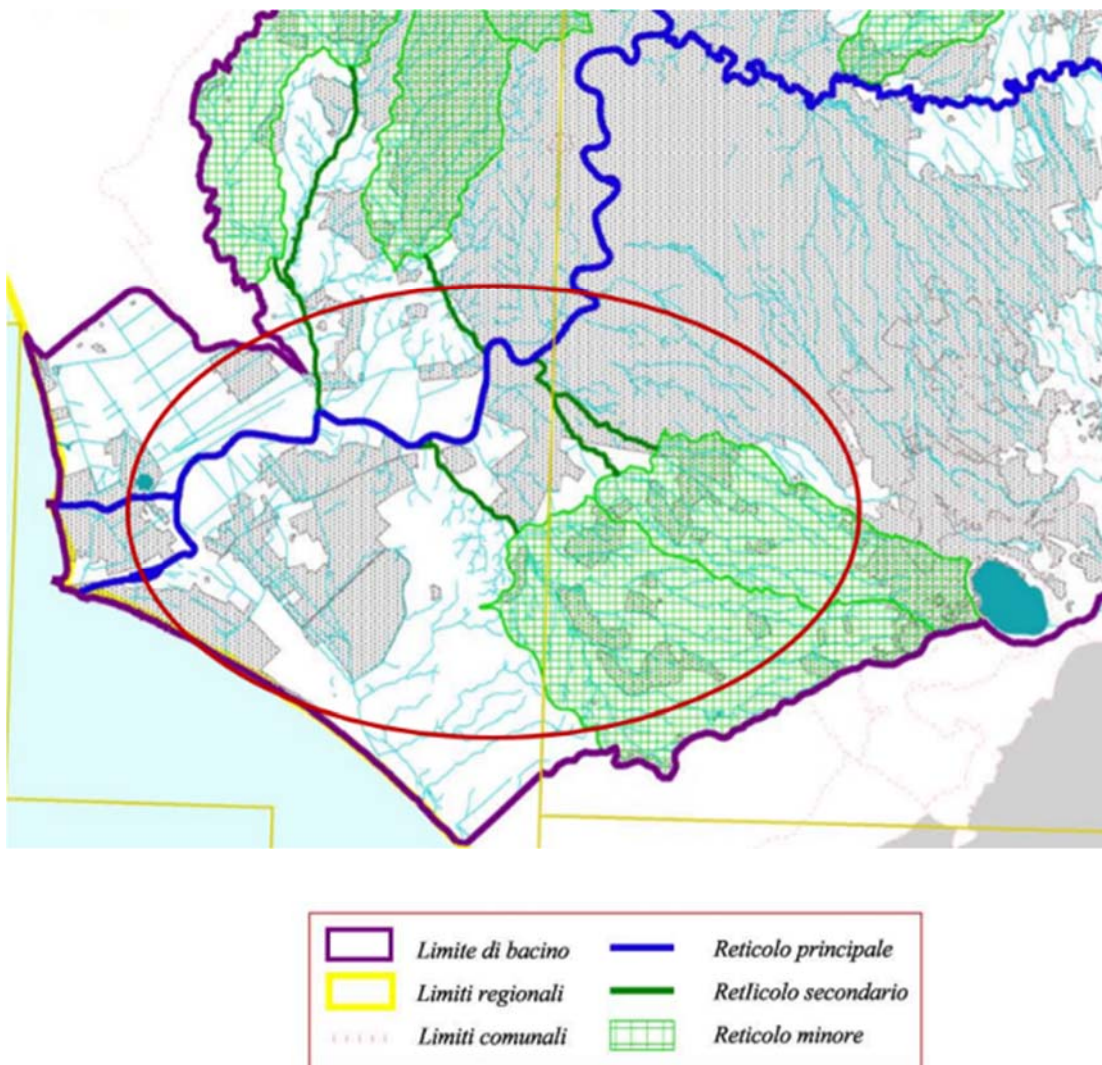 Limite di bacino
Reticolo principale
Limiti regionali
RetIicolo secondario
Limiti comunali
Reticolo minore